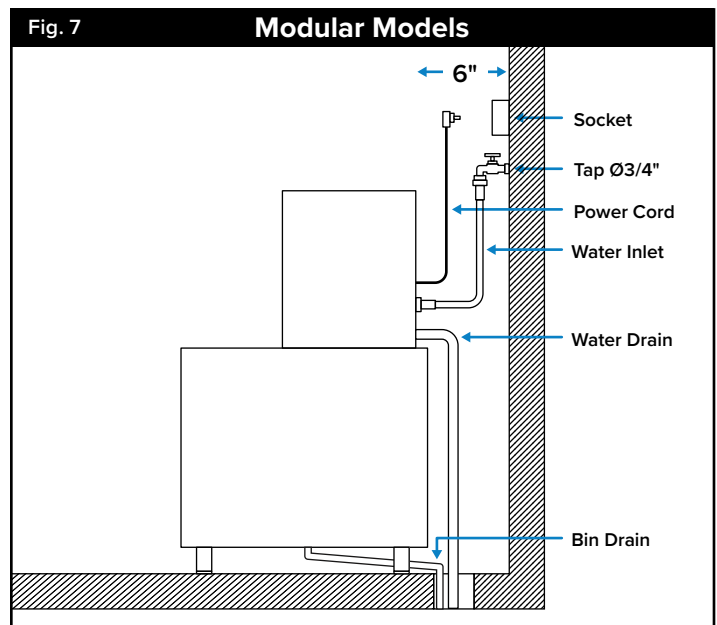 Fig. 7
Modular Models
6"
Socket
Tap Ø3/4"
Power Cord
Water Inlet
Water Drain
Bin Drain